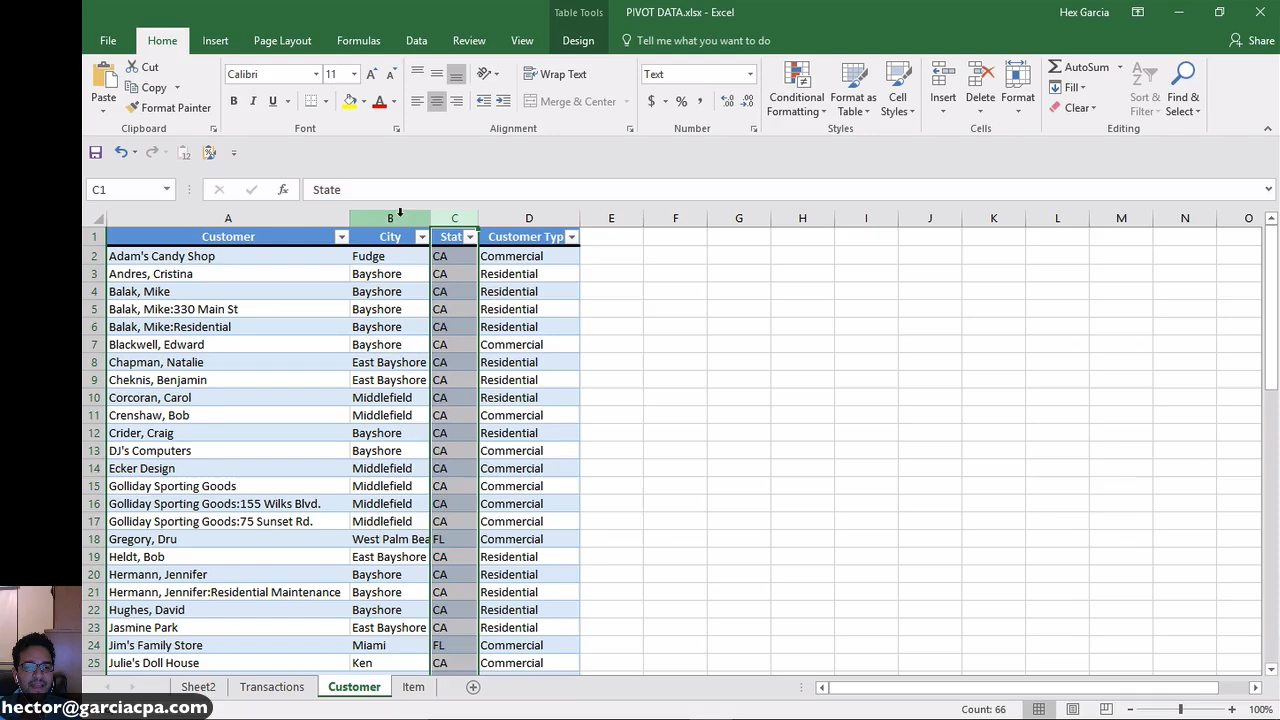 Table Tools
PIVOT DATA.xlsx - Excel
Hex Garcia
File Home Insert Page Layout Formulas Data Review View Design Tell me what you want to do Share
Paste
Cut
Copy
Format Painter
Clipboard
Calibri 11
B I U
Font
Wrap Text
Merge & Center
Alignment
Text
$ % ,
Number
Conditional Formatting
Format as Table
Cell Styles
Styles
Insert Delete Format
Cells
AutoSum
Fill
Clear
Sort & Filter
Find & Select
Editing
12
C1 fx State
A B C D E F G H I J K L M N O
1 Customer City Stat Customer Typ
2 Adam's Candy Shop Fudge CA Commercial
3 Andres, Cristina Bayshore CA Residential
4 Balak, Mike Bayshore CA Residential
5 Balak, Mike:330 Main St Bayshore CA Residential
6 Balak, Mike:Residential Bayshore CA Residential
7 Blackwell, Edward Bayshore CA Commercial
8 Chapman, Natalie East Bayshore CA Residential
9 Cheknis, Benjamin East Bayshore CA Residential
10 Corcoran, Carol Middlefield CA Residential
11 Crenshaw, Bob Middlefield CA Commercial
12 Crider, Craig Bayshore CA Residential
13 DJ's Computers Bayshore CA Commercial
14 Ecker Design Middlefield CA Commercial
15 Golliday Sporting Goods Middlefield CA Commercial
16 Golliday Sporting Goods:155 Wilks Blvd. Middlefield CA Commercial
17 Golliday Sporting Goods:75 Sunset Rd. Middlefield CA Commercial
18 Gregory, Dru West Palm Bea FL Commercial
19 Heldt, Bob East Bayshore CA Residential
20 Hermann, Jennifer Bayshore CA Residential
21 Hermann, Jennifer:Residential Maintenance Bayshore CA Residential
22 Hughes, David Bayshore CA Residential
23 Jasmine Park East Bayshore CA Residential
24 Jim's Family Store Miami FL Commercial
25 Julie's Doll House Ken CA Commercial
Sheet2 Transactions Customer Item
hector@garciacpa.com
Count: 66
100%